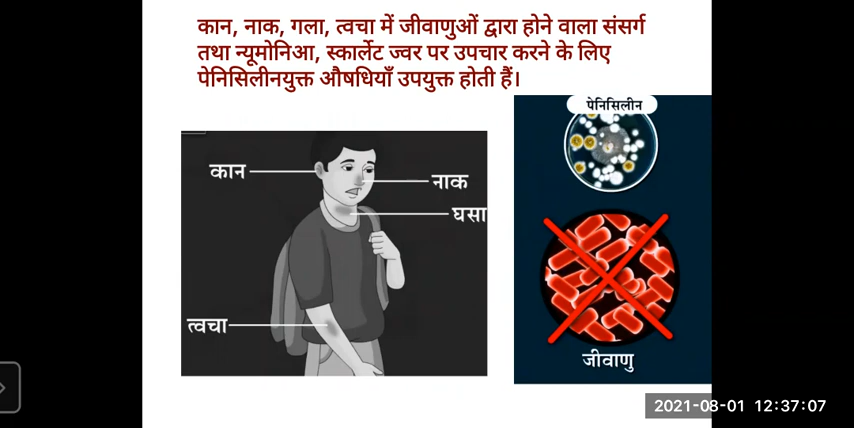 कान, नाक, गला, त्वचा में जीवाणुओं द्वारा होने वाला संसर्ग
तथा न्यूमोनिआ, स्कार्लेट ज्वर पर उपचार करने के लिए
पेनिसिलीनयुक्त औषधियाँ उपयुक्त होती हैं।
पेनिसिलीन
कान
नाक
घसा
त्वचा
जीवाणु
2021-08-01 12:37:07